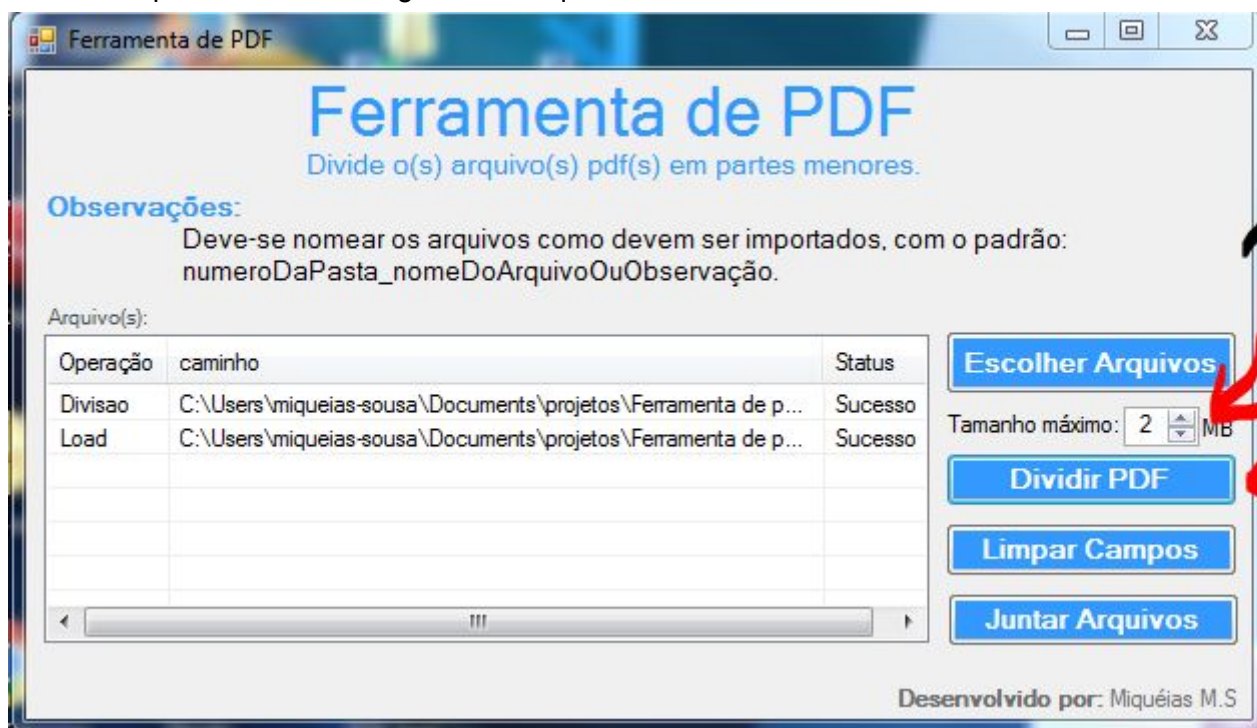 Ferramenta de PDF
Ferramenta de PDF
Divide o(s) arquivo(s) pdf(s) em partes menores.
Observações:
Deve-se nomear os arquivos como devem ser importados, com o padrão:
numeroDaPasta_nomeDoArquivoOuObservação.
Arquivo(s):
Operação caminho Status
Divisao C:\Users\miqueias-sousa\Documents\projetos\Ferramenta de p... Sucesso
Load C:\Users\miqueias-sousa\Documents\projetos\Ferramenta de p... Sucesso
Escolher Arquivos
Tamanho máximo: 2 MB
Dividir PDF
Limpar Campos
Juntar Arquivos
Desenvolvido por: Miquéias M.S